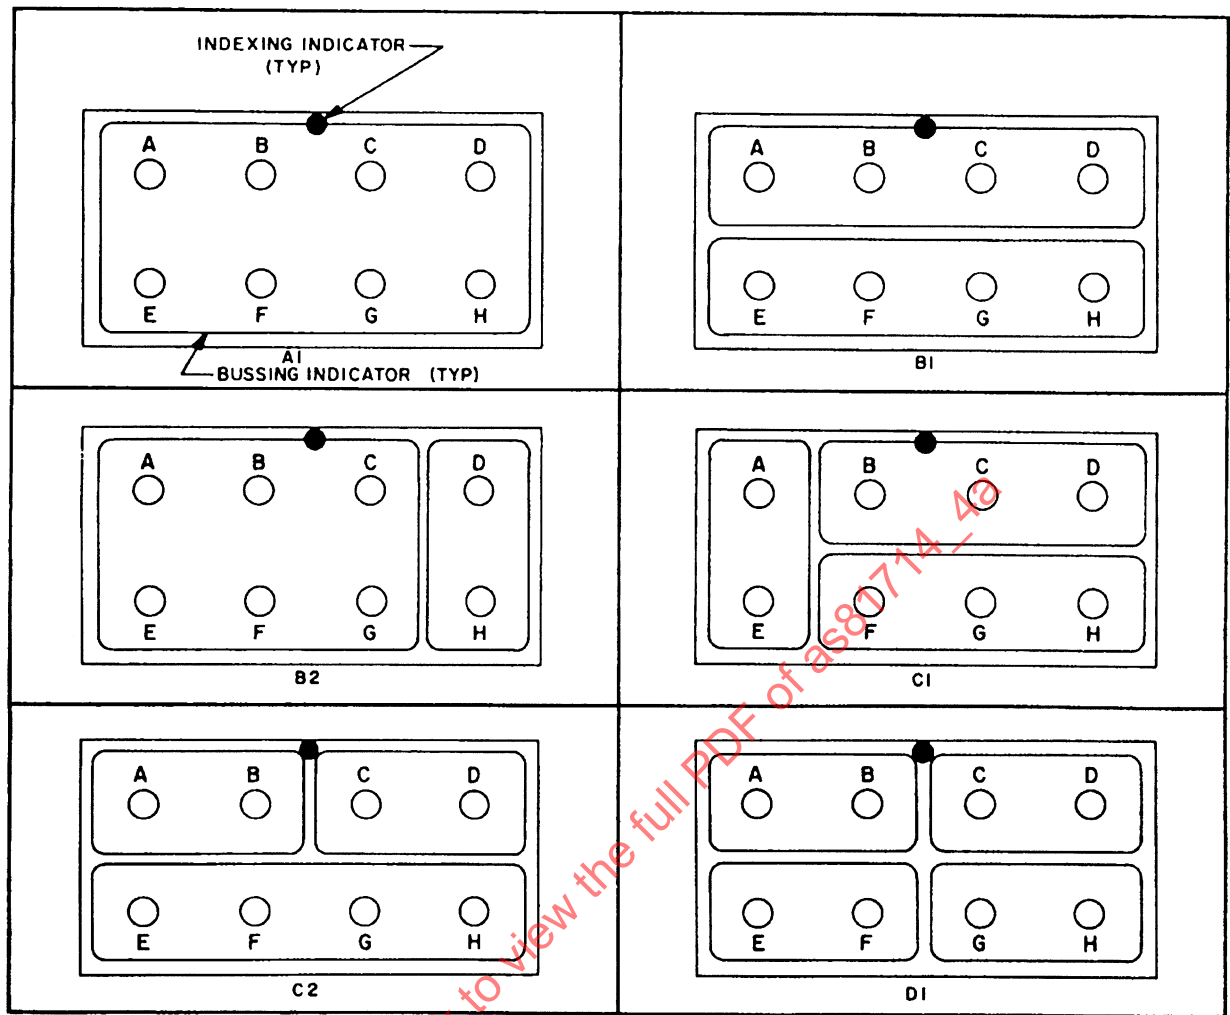 INDEXING INDICATOR
(TYP)
A B C D
E F G H
A1
BUSSING INDICATOR (TYP)
A B C D
E F G H
B1
A B C D
E F G H
B2
A B C D
E F G H
C1
A B C D
E F G H
C2
A B C D
E F G H
D1
to view the full PDF of as81714_4a